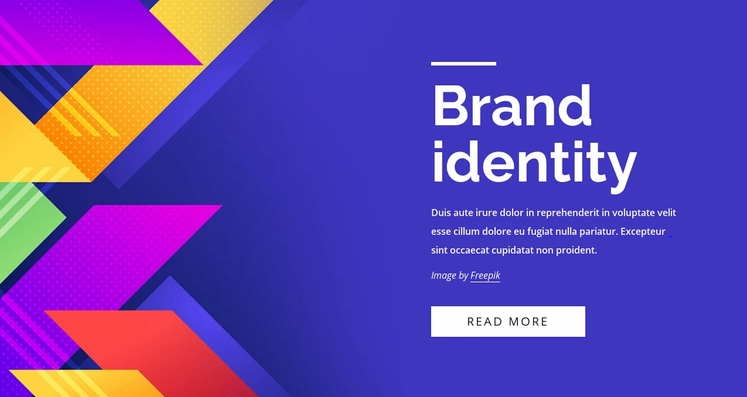 Brand
identity
Duis aute irure dolor in reprehenderit in voluptate velit
esse cillum dolore eu fugiat nulla pariatur. Excepteur
sint occaecat cupidatat non proident.
Image by Freepik
READ MORE